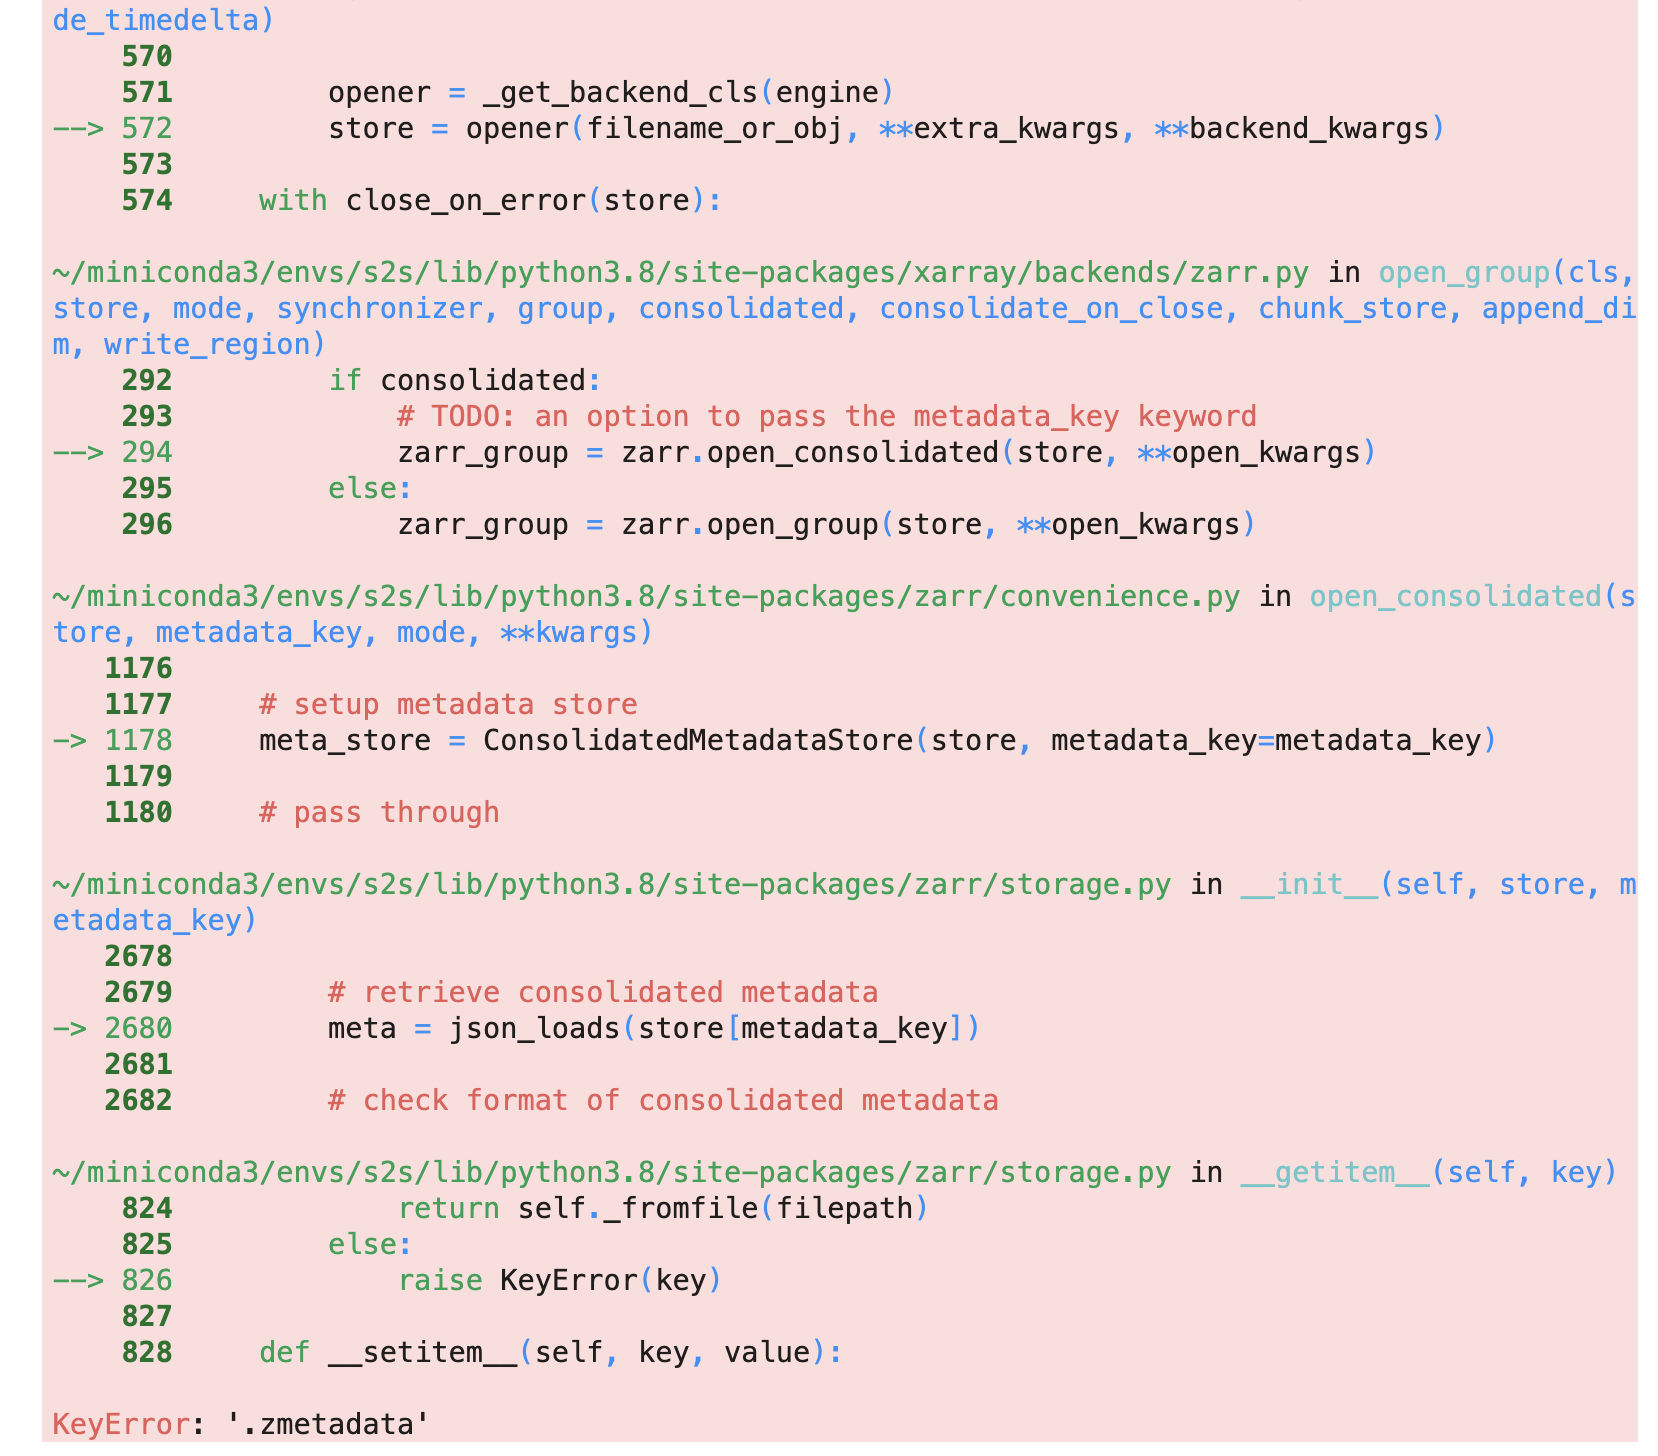 de_timedelta)
    570
    571         opener = _get_backend_cls(engine)
--> 572         store = opener(filename_or_obj, **extra_kwargs, **backend_kwargs)
    573
    574     with close_on_error(store):

~/miniconda3/envs/s2s/lib/python3.8/site-packages/xarray/backends/zarr.py in open_group(cls,
store, mode, synchronizer, group, consolidated, consolidate_on_close, chunk_store, append_di
m, write_region)
    292         if consolidated:
    293             # TODO: an option to pass the metadata_key keyword
--> 294             zarr_group = zarr.open_consolidated(store, **open_kwargs)
    295         else:
    296             zarr_group = zarr.open_group(store, **open_kwargs)

~/miniconda3/envs/s2s/lib/python3.8/site-packages/zarr/convenience.py in open_consolidated(s
tore, metadata_key, mode, **kwargs)
   1176
   1177     # setup metadata store
-> 1178     meta_store = ConsolidatedMetadataStore(store, metadata_key=metadata_key)
   1179
   1180     # pass through

~/miniconda3/envs/s2s/lib/python3.8/site-packages/zarr/storage.py in __init__(self, store, m
etadata_key)
   2678
   2679         # retrieve consolidated metadata
-> 2680         meta = json_loads(store[metadata_key])
   2681
   2682         # check format of consolidated metadata

~/miniconda3/envs/s2s/lib/python3.8/site-packages/zarr/storage.py in __getitem__(self, key)
    824             return self._fromfile(filepath)
    825         else:
--> 826             raise KeyError(key)
    827
    828     def __setitem__(self, key, value):

KeyError: '.zmetadata'